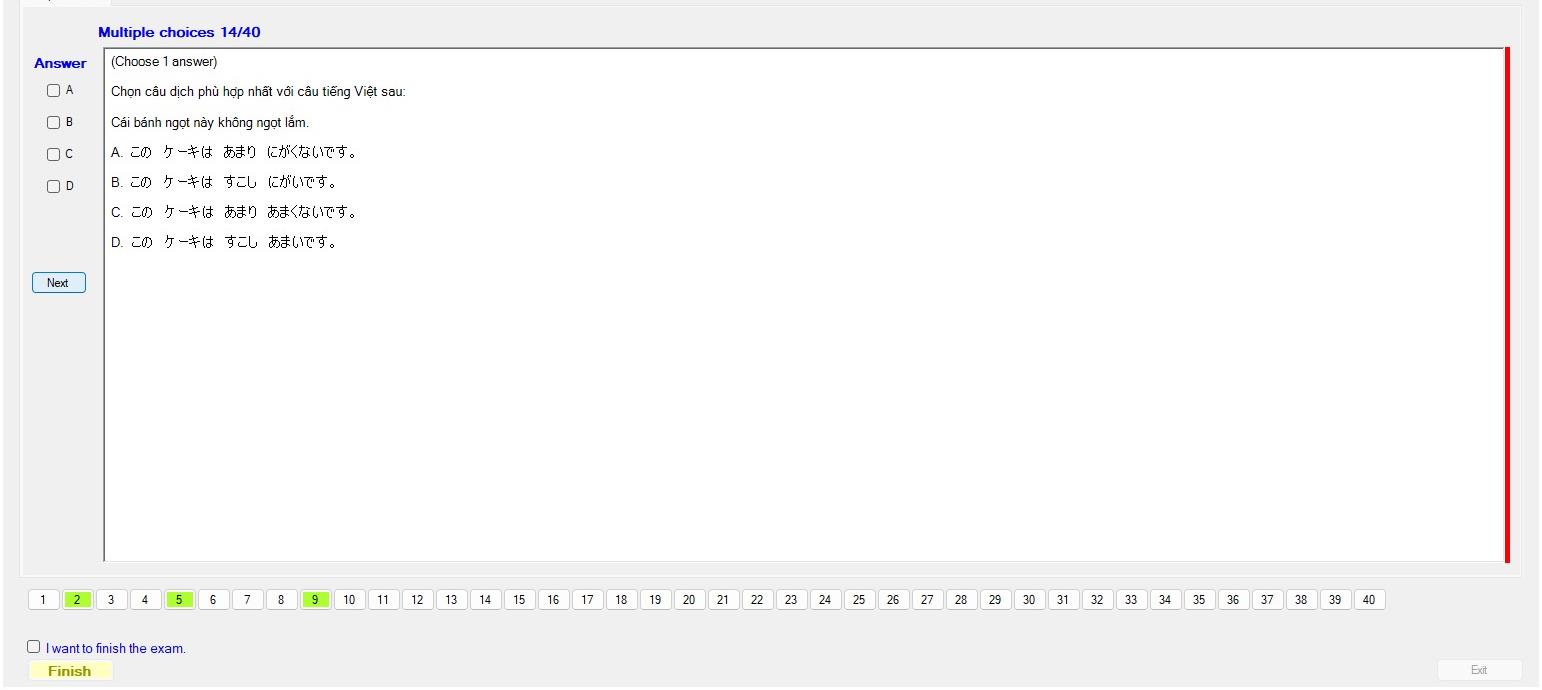 Multiple choices 14/40
Answer
(Choose 1 answer)
A
Chọn câu dịch phù hợp nhất với câu tiếng Việt sau:
B
Cái bánh ngọt này không ngọt lắm.
C
A. この ケーキは あまり にがくないです。
D
B. この ケーキは すこし にがいです。
C. この ケーキは あまり あまくないです。
D. この ケーキは すこし あまいです。
Next
1 2 3 4 5 6 7 8 9 10 11 12 13 14 15 16 17 18 19 20 21 22 23 24 25 26 27 28 29 30 31 32 33 34 35 36 37 38 39 40
I want to finish the exam.
Finish
Exit